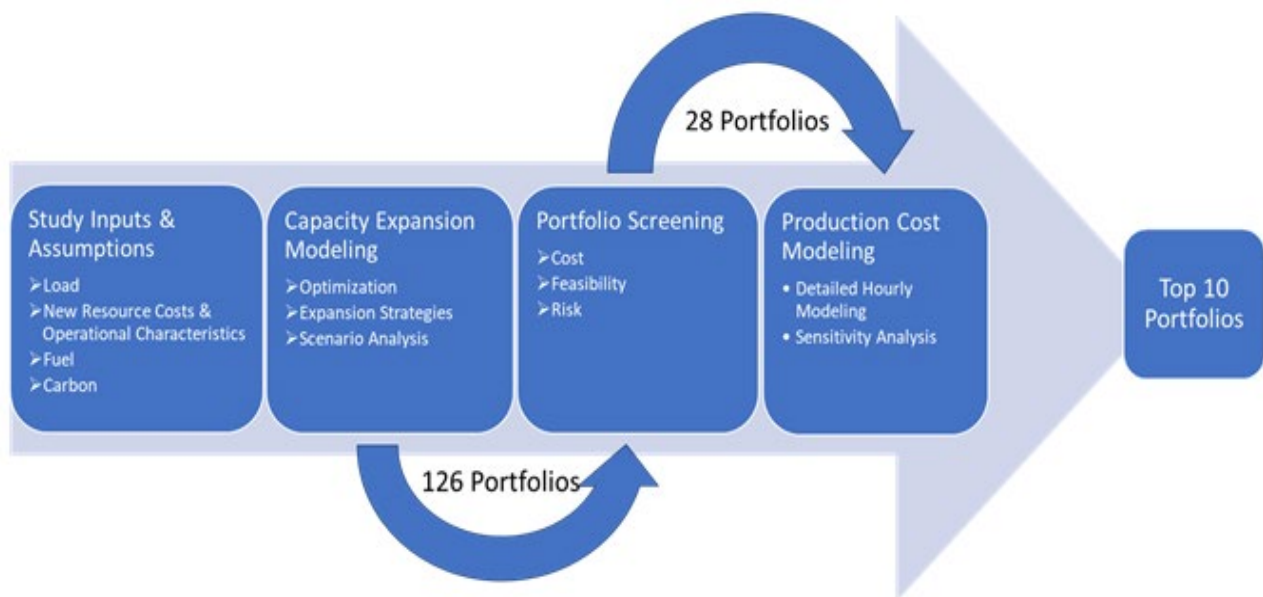 28 Portfolios
Study Inputs &
Assumptions
➢Load
➢New Resource Costs &
Operational Characteristics
➢Fuel
➢Carbon
Capacity Expansion
Modeling
➢Optimization
➢Expansion Strategies
➢Scenario Analysis
Portfolio Screening
➢Cost
➢Feasibility
➢Risk
Production Cost
Modeling
• Detailed Hourly
Modeling
• Sensitivity Analysis
Top 10
Portfolios
126 Portfolios